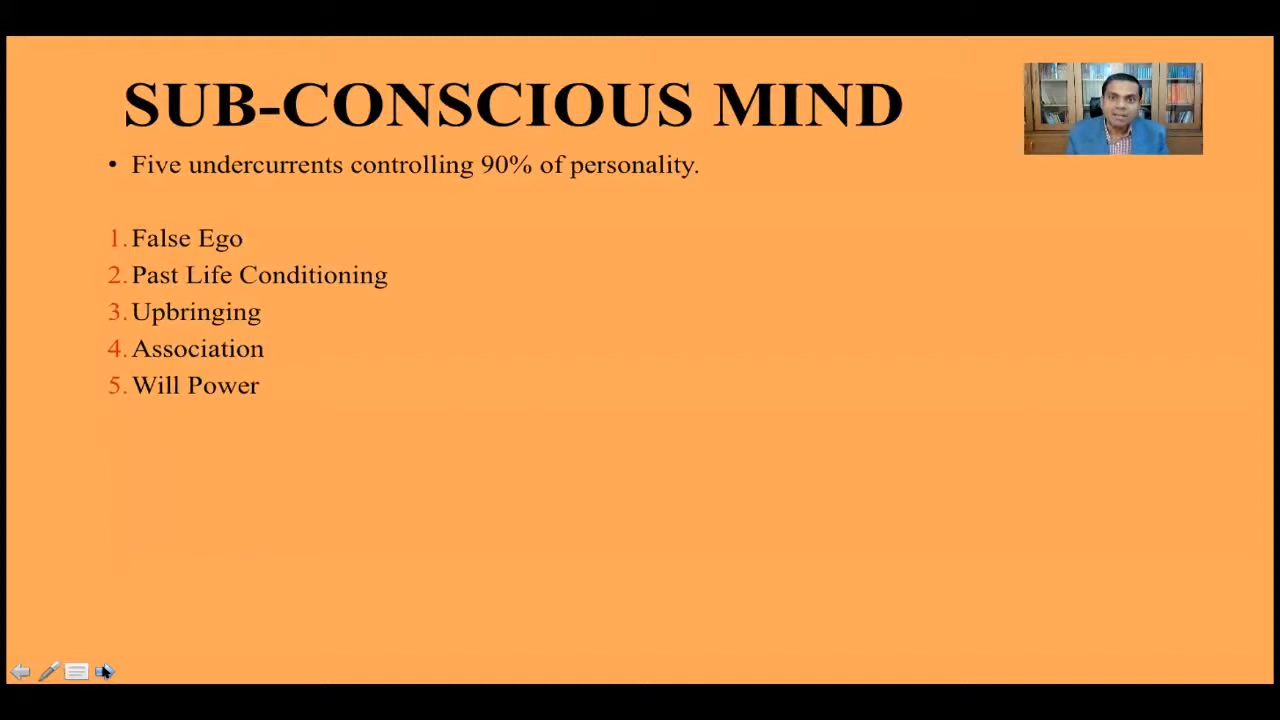 SUB-CONSCIOUS MIND
• Five undercurrents controlling 90% of personality.
1. False Ego
2. Past Life Conditioning
3. Upbringing
4. Association
5. Will Power